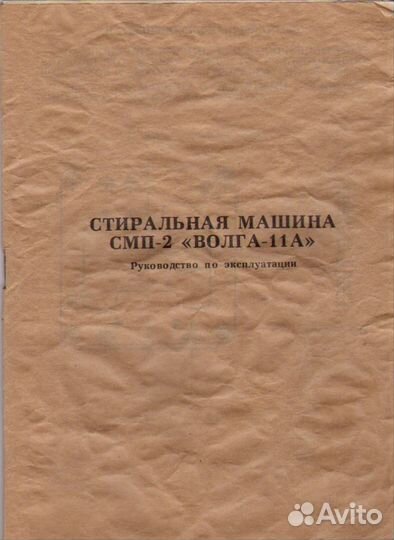 СТИРАЛЬНАЯ МАШИНА
СМП-2 «ВОЛГА-11А»
Руководство по эксплуатации
Avito